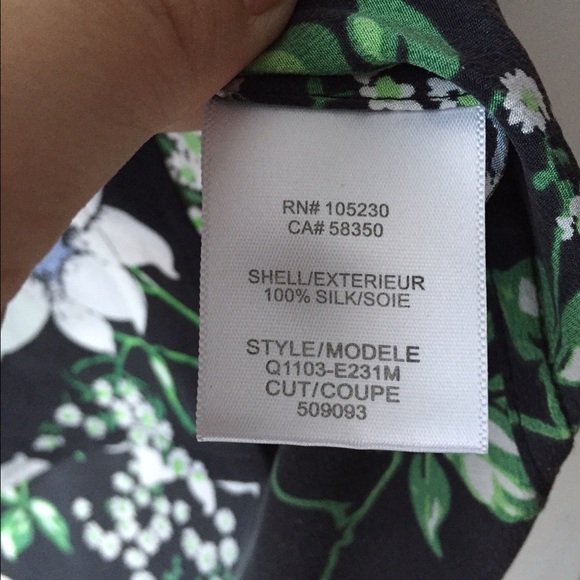 RN# 105230
CA# 58350
SHELL/EXTERIEUR
100% SILK/SOIE
STYLE/MODELE
Q1103-E231M
CUT/COUPE
509093